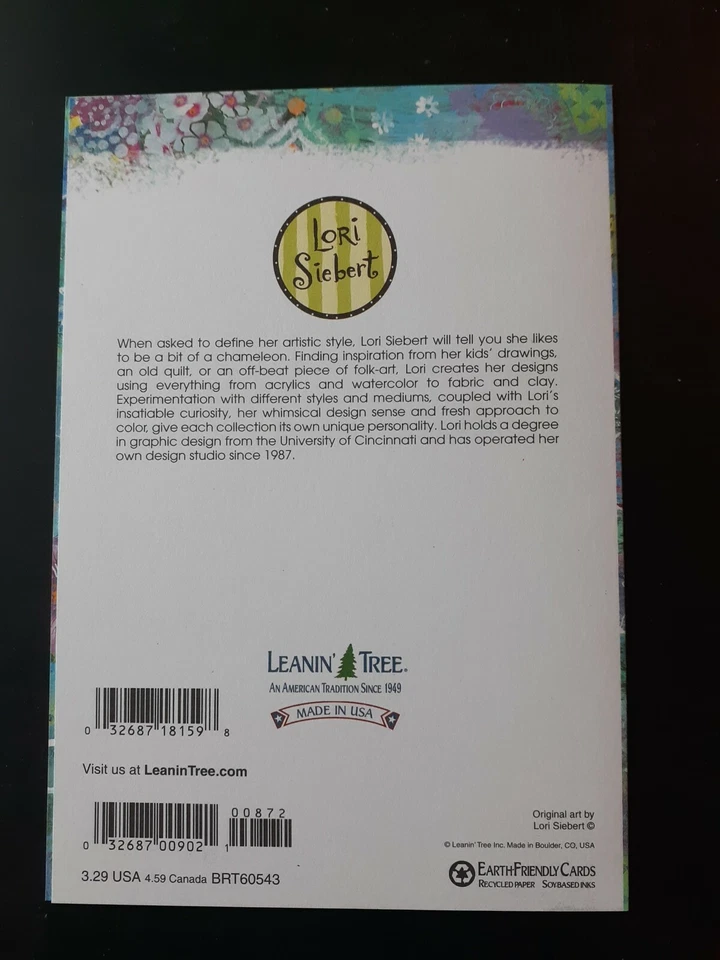 LORI
Siebert
When asked to define her artistic style, Lori Siebert will tell you she likes
to be a bit of a chameleon. Finding inspiration from her kids' drawings,
an old quilt, or an off-beat piece of folk-art, Lori creates her designs
using everything from acrylics and watercolor to fabric and clay.
Experimentation with different styles and mediums, coupled with Lori's
insatiable curiosity, her whimsical design sense and fresh approach to
color, give each collection its own unique personality. Lori holds a degree
in graphic design from the University of Cincinnati and has operated her
own design studio since 1987.
LEANIN' TREE®
AN AMERICAN TRADITION SINCE 1949
MADE IN USA
0 32687 18159 8
Visit us at LeaninTree.com
00872
0 32687 00902 1
3.29 USA 4.59 Canada BRT60543
Original art by
Lori Siebert ©
© Leanin' Tree Inc. Made in Boulder, CO, USA
EARTH·FRIENDLY CARDS
RECYCLED PAPER SOY BASED INKS